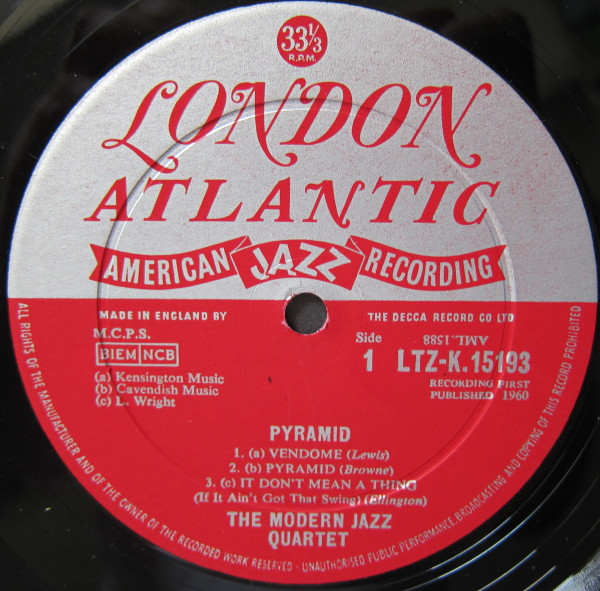 33 1/3
R.P.M.
LONDON
ATLANTIC
AMERICAN JAZZ RECORDING
MADE IN ENGLAND BY THE DECCA RECORD CO LTD
M.C.P.S.
BIEM NCB
(a) Kensington Music
(b) Cavendish Music
(c) L. Wright
AML.1588
Side
1 LTZ-K.15193
RECORDING FIRST
PUBLISHED 1960
PYRAMID
1. (a) VENDOME (Lewis)
2. (b) PYRAMID (Browne)
3. (c) IT DON'T MEAN A THING
(If It Ain't Got That Swing) (Ellington)
THE MODERN JAZZ
QUARTET
ALL RIGHTS OF THE MANUFACTURER AND OF THE OWNER OF THE RECORDED WORK RESERVED - UNAUTHORISED PUBLIC PERFORMANCE, BROADCASTING AND COPYING OF THIS RECORD PROHIBITED